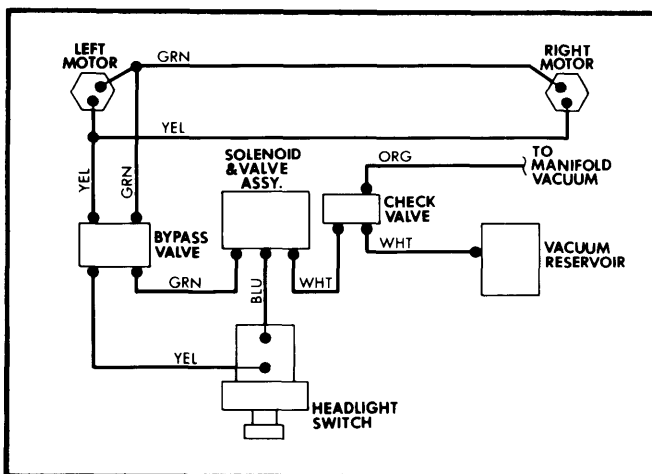 LEFT
MOTOR
GRN
RIGHT
MOTOR
YEL
YEL
GRN
SOLENOID
& VALVE
ASSY.
ORG
TO
MANIFOLD
VACUUM
BYPASS
VALVE
CHECK
VALVE
WHT
VACUUM
RESERVOIR
GRN
BLU
WHT
YEL
HEADLIGHT
SWITCH